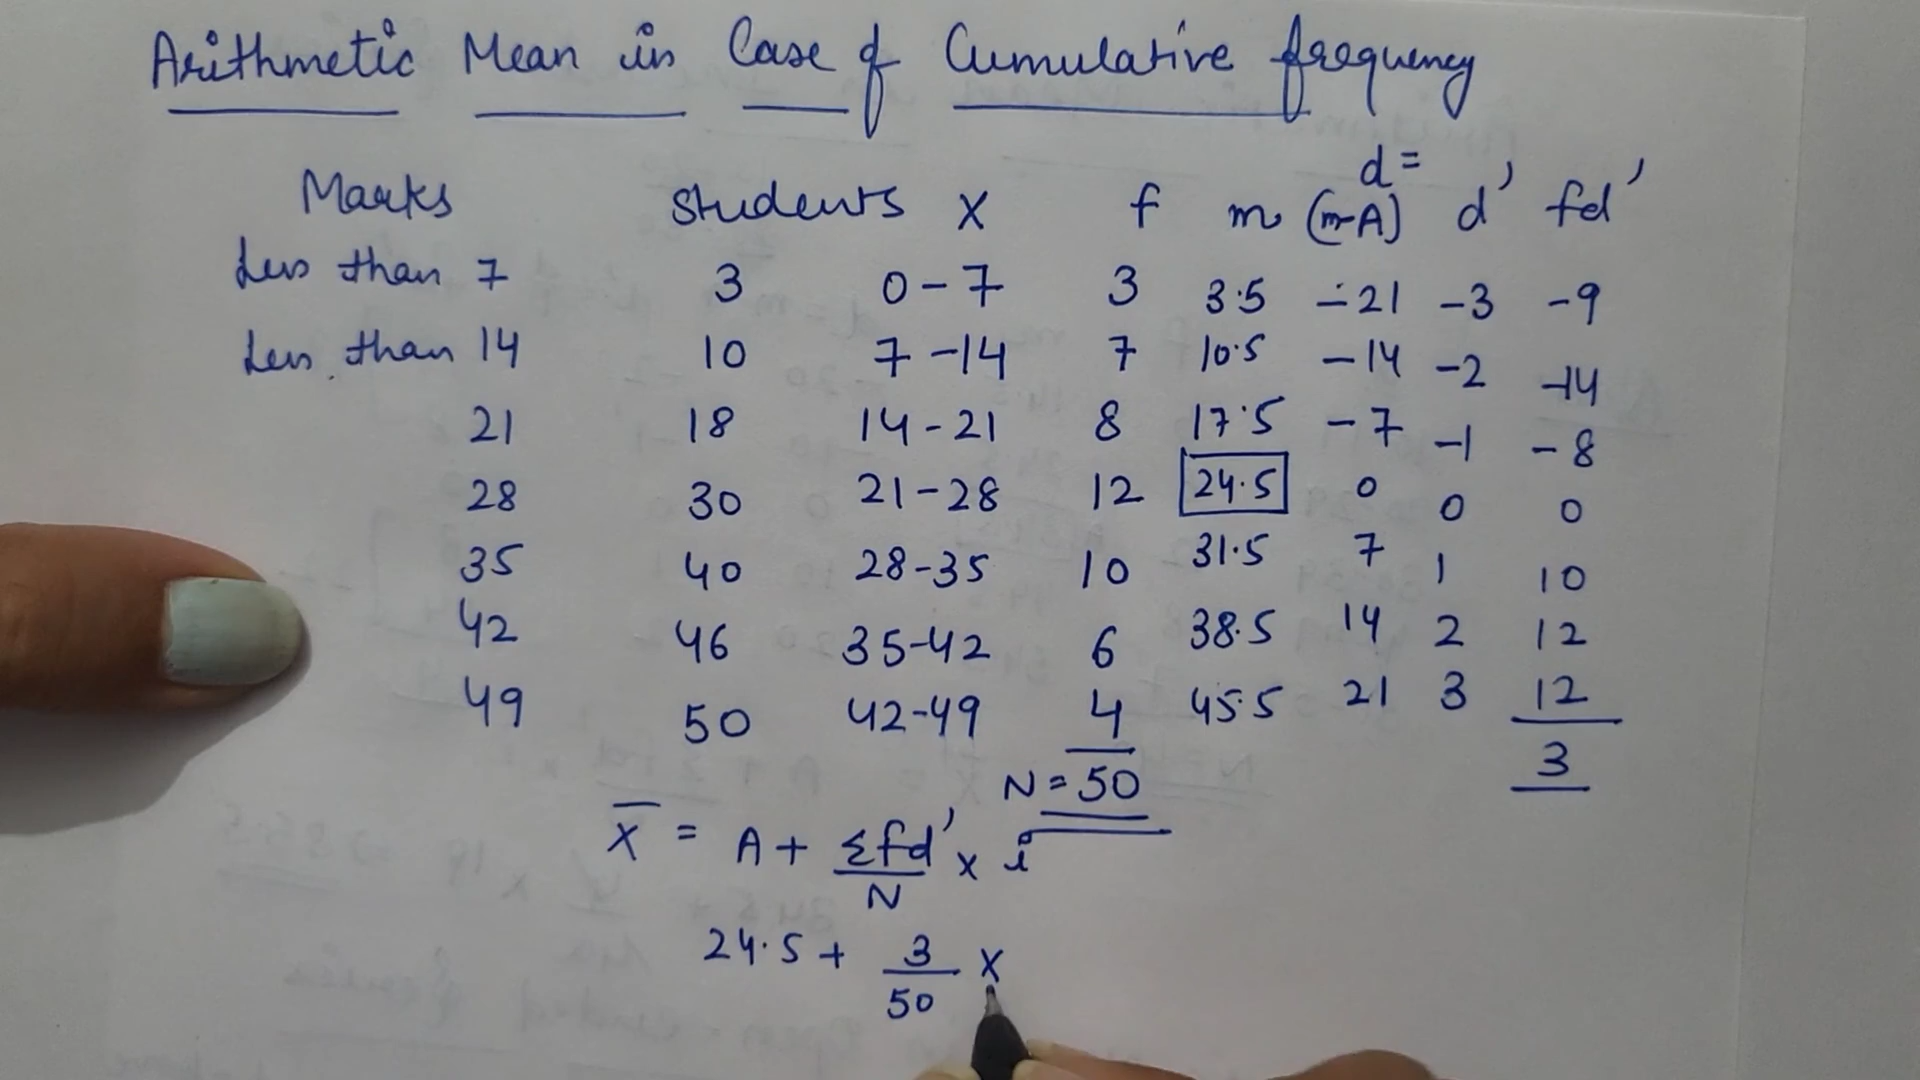 Arithmetic Mean in Case of Cumulative frequency
d =
Marks students X f m (m-A) d' fd'
Less than 7 3 0-7 3 3.5 -21 -3 -9
Less than 14 10 7-14 7 10.5 -14 -2 -14
21 18 14-21 8 17.5 -7 -1 -8
28 30 21-28 12 24.5 0 0 0
35 40 28-35 10 31.5 7 1 10
42 46 35-42 6 38.5 14 2 12
49 50 42-49 4 45.5 21 3 12
N = 50 3
X̄ = A + Σfd'/N × i
24.5 + 3/50 ×